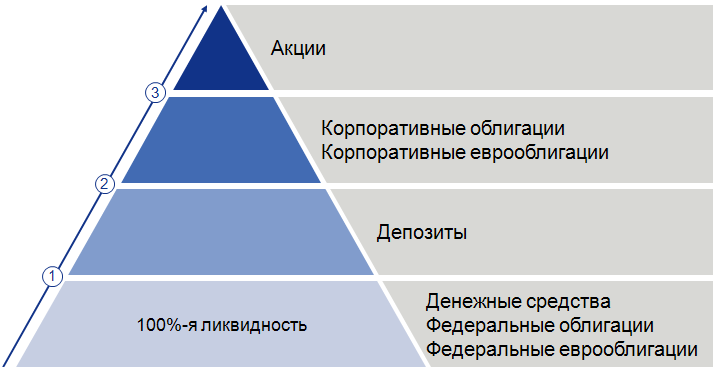 Акции
3
Корпоративные облигации
Корпоративные еврооблигации
2
Депозиты
1
Денежные средства
100%-я ликвидность
Федеральные облигации
Федеральные еврооблигации